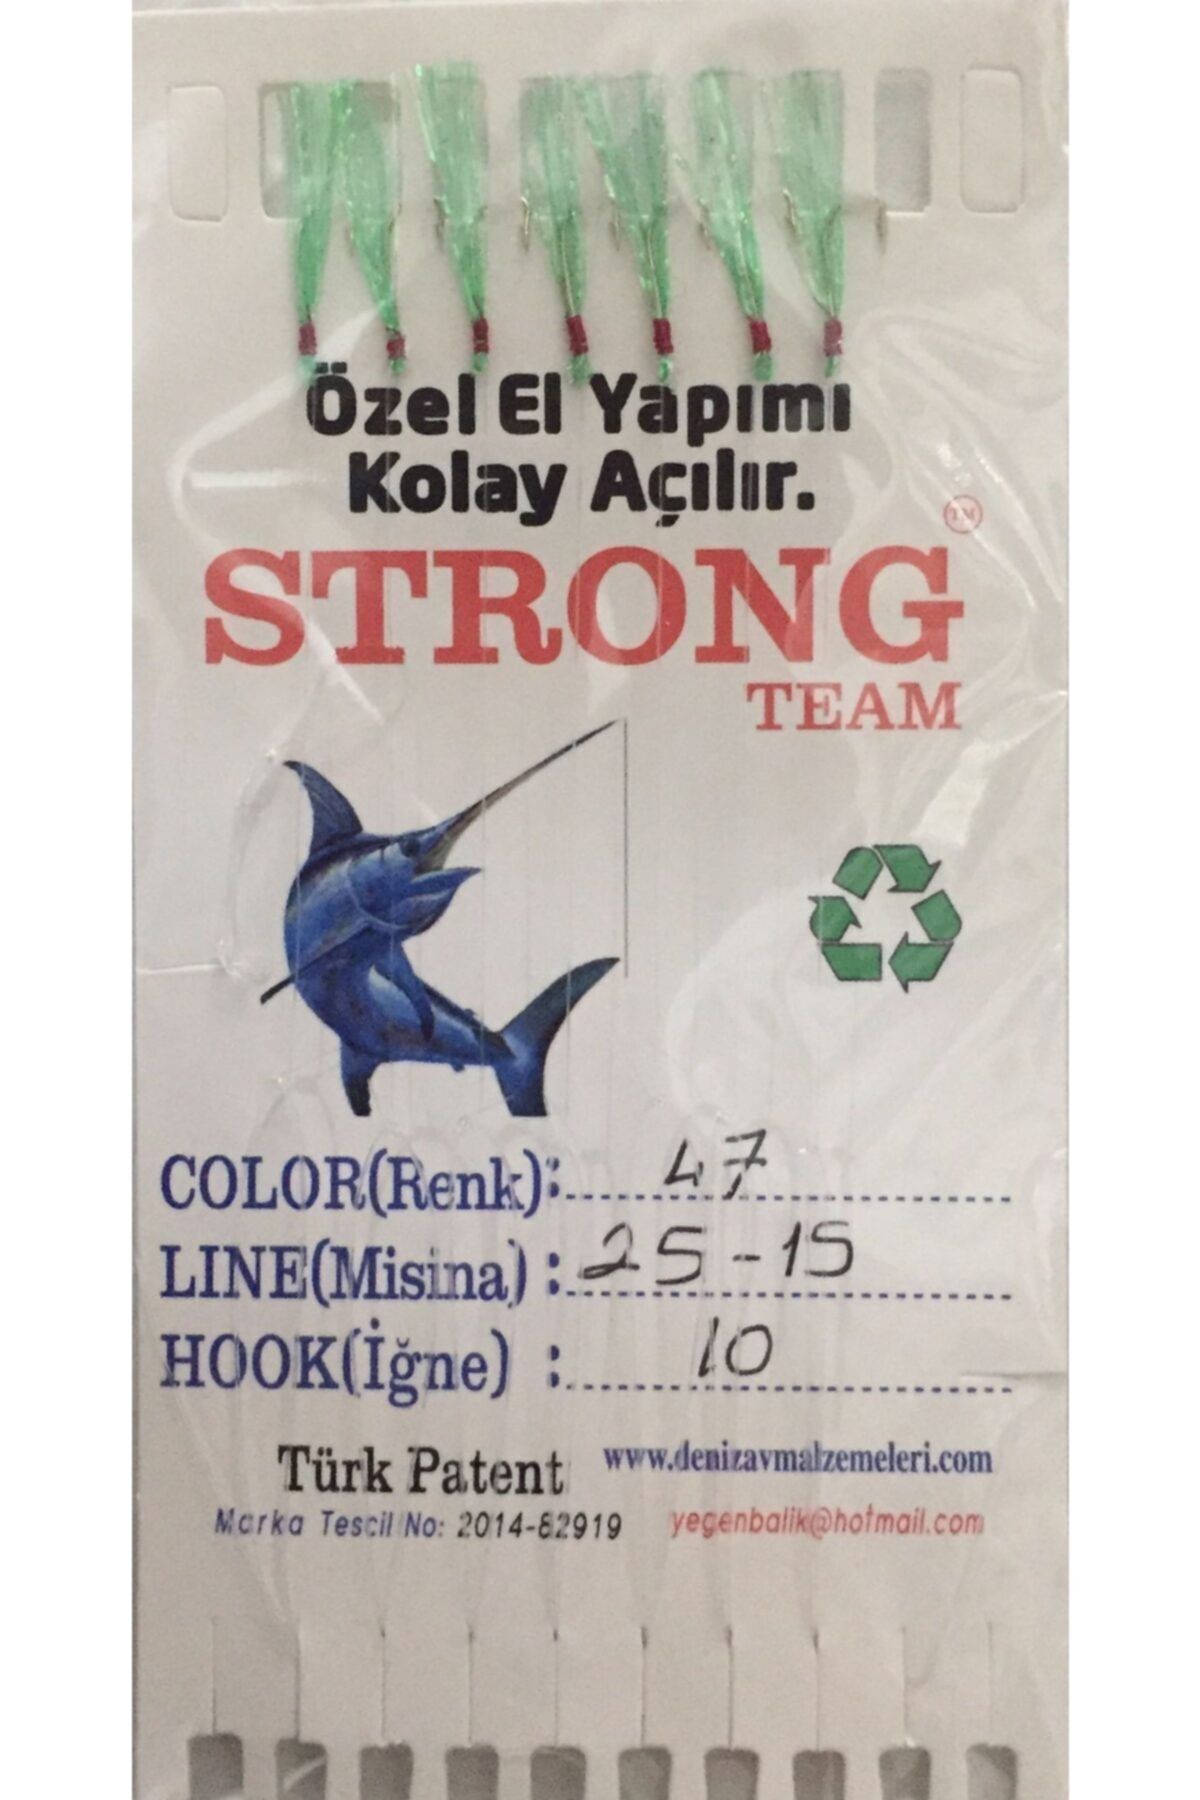 Özel El Yapımı
Kolay Açılır.
TM
STRONG
TEAM
COLOR(Renk): 47
LINE(Misina) : 25-15
HOOK(İğne) : 10
Türk Patent www.denizavmalzemeleri.com
Marka Tescil No: 2014-82919 yegenbalik@hotmail.com